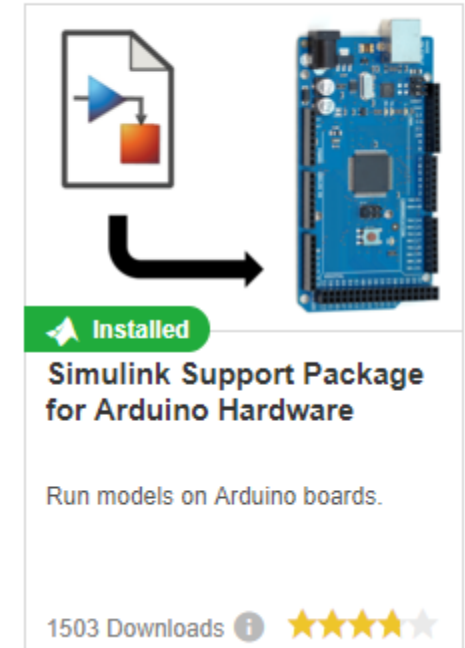 Installed
Simulink Support Package
for Arduino Hardware
Run models on Arduino boards.
1503 Downloads